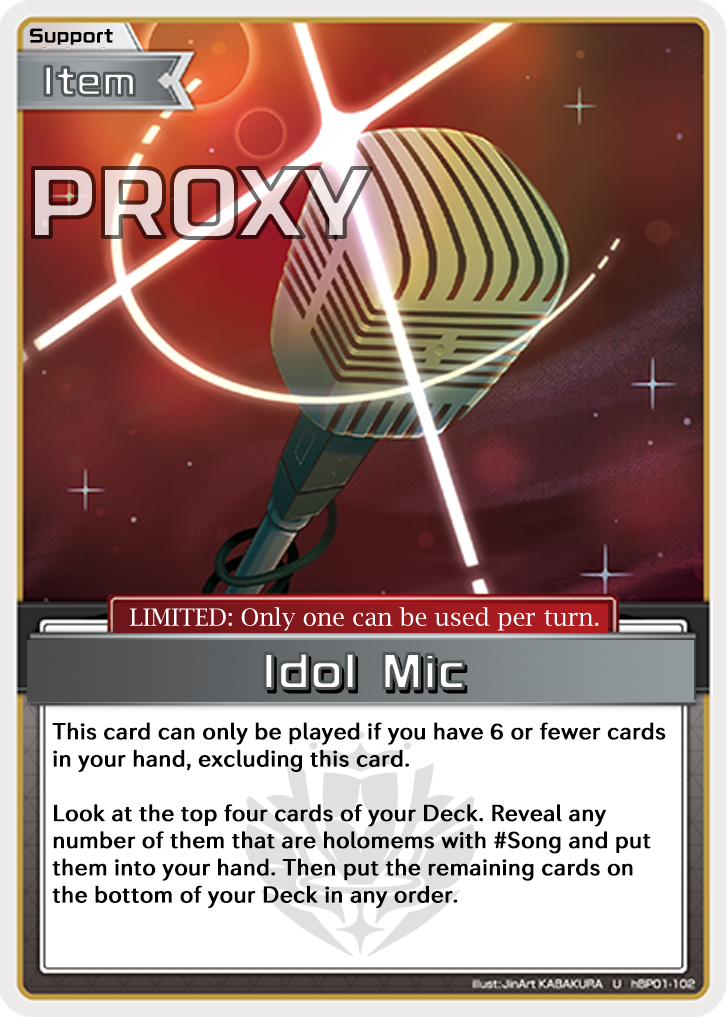 Support
Item
PROXY
LIMITED: Only one can be used per turn.
Idol Mic
This card can only be played if you have 6 or fewer cards
in your hand, excluding this card.
Look at the top four cards of your Deck. Reveal any
number of them that are holomems with #Song and put
them into your hand. Then put the remaining cards on
the bottom of your Deck in any order.
illust:JinArt KABAKURA U hBP01-102